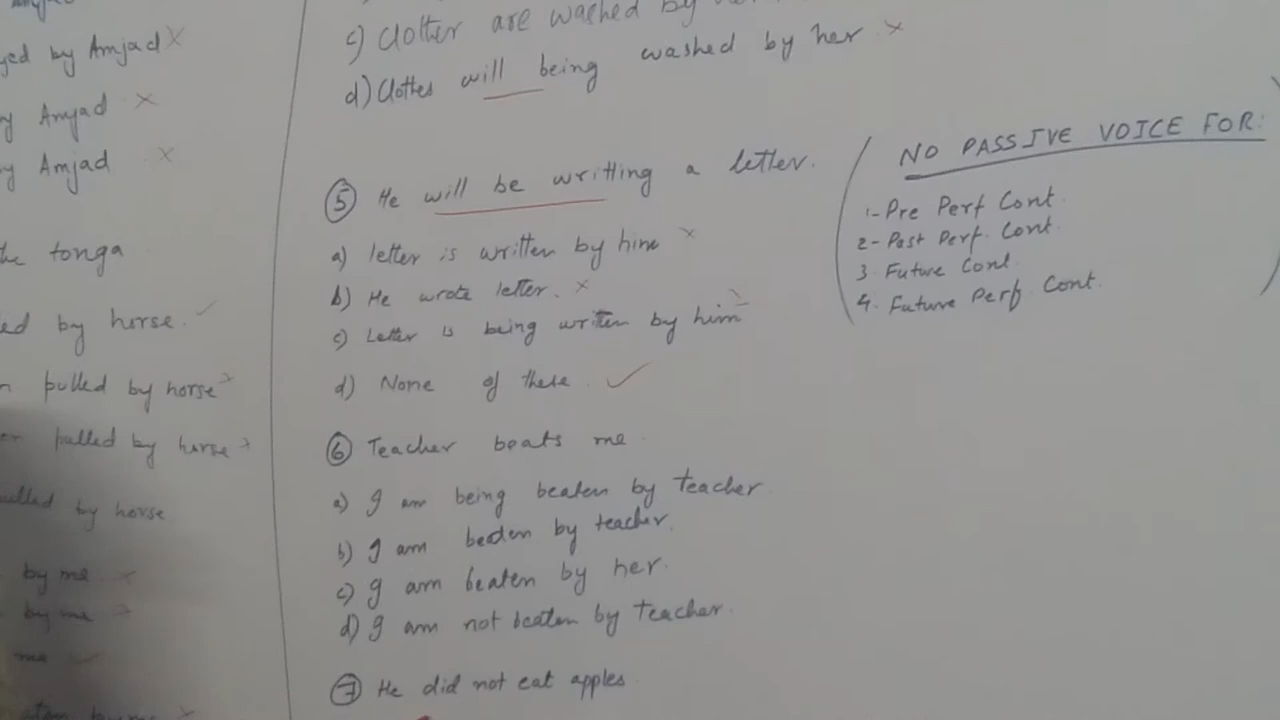 yed by Amjad ×
y Amjad ×
y Amjad ×
the tonga
ed by horse. ✓
n pulled by horse ×
en pulled by horse ×
pulled by horse
by me ×
by me ×
me ✓
c) Clother are washed by
d) Clothes will being washed by her ×
⑤ He will be writting a letter.
a) letter is written by him ×
b) He wrote letter. ×
c) Letter is being written by him
d) None of these. ✓
⑥ Teacher beats me
a) I am being beaten by teacher.
b) I am beaten by teacher.
c) I am beaten by her.
d) I am not beaten by teacher.
⑦ He did not eat apples
NO PASSIVE VOICE FOR:
1- Pre Perf Cont.
2- Past Perf. Cont.
3. Future Cont.
4. Future Perf Cont.